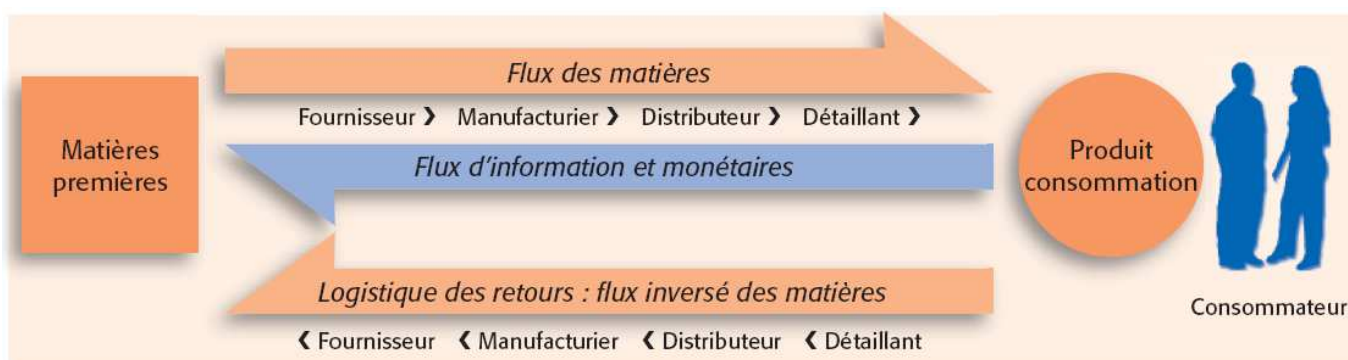 Flux des matières
Fournisseur ❯ Manufacturier ❯ Distributeur ❯ Détaillant ❯
Matières
premières
Flux d’information et monétaires
Produit
consommation
Logistique des retours : flux inversé des matières
❮ Fournisseur ❮ Manufacturier ❮ Distributeur ❮ Détaillant
Consommateur